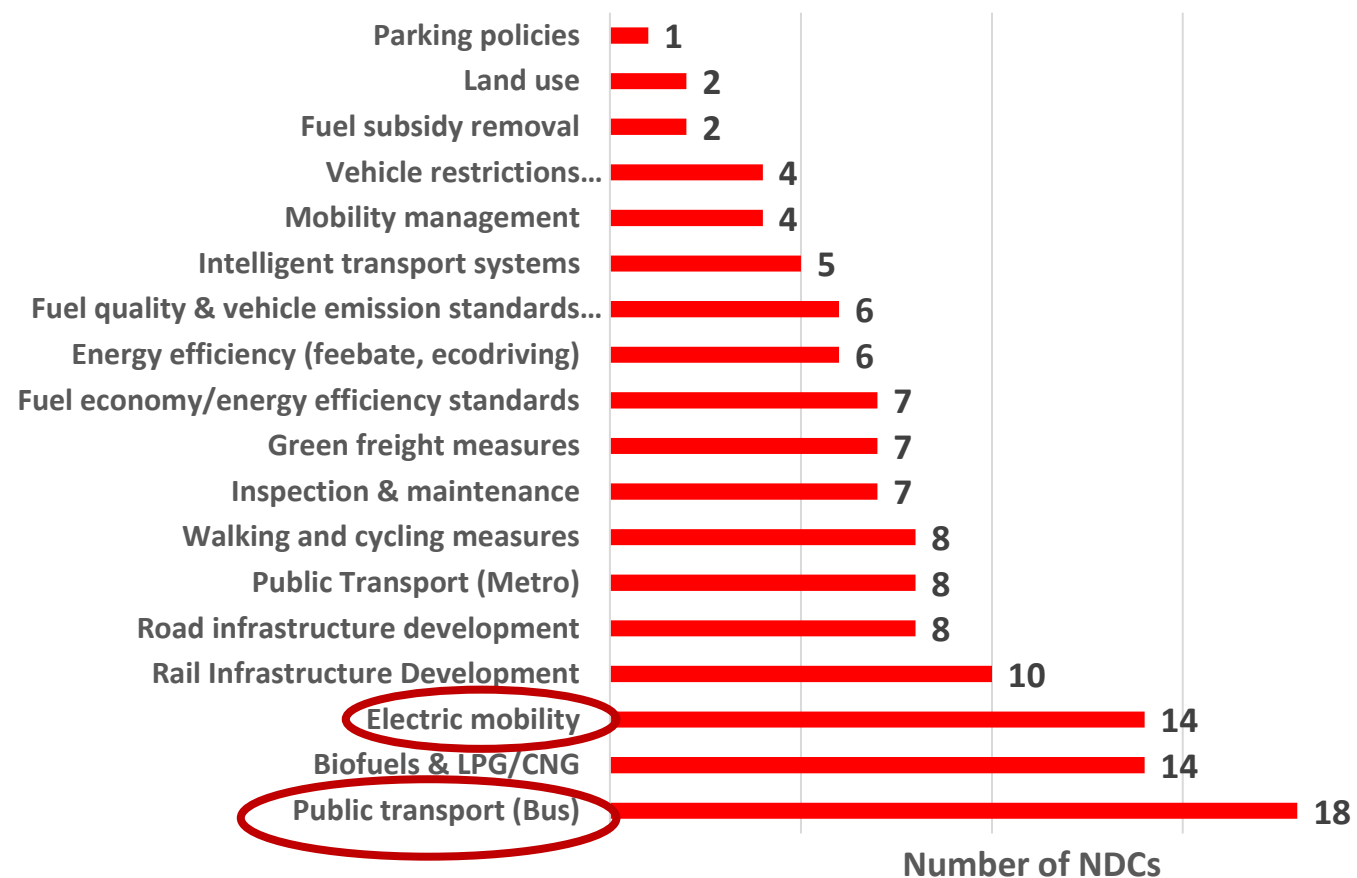 Parking policies 1
Land use 2
Fuel subsidy removal 2
Vehicle restrictions... 4
Mobility management 4
Intelligent transport systems 5
Fuel quality & vehicle emission standards... 6
Energy efficiency (feebate, ecodriving) 6
Fuel economy/energy efficiency standards 7
Green freight measures 7
Inspection & maintenance 7
Walking and cycling measures 8
Public Transport (Metro) 8
Road infrastructure development 8
Rail Infrastructure Development 10
Electric mobility 14
Biofuels & LPG/CNG 14
Public transport (Bus) 18
Number of NDCs